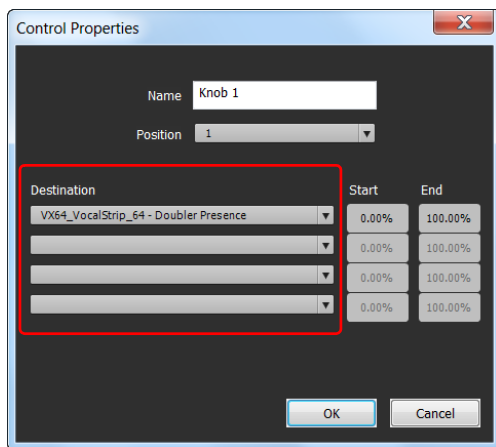 Control Properties
Name Knob 1
Position 1
Destination Start End
VX64_VocalStrip_64 - Doubler Presence 0.00% 100.00%
0.00% 100.00%
0.00% 100.00%
0.00% 100.00%
OK Cancel